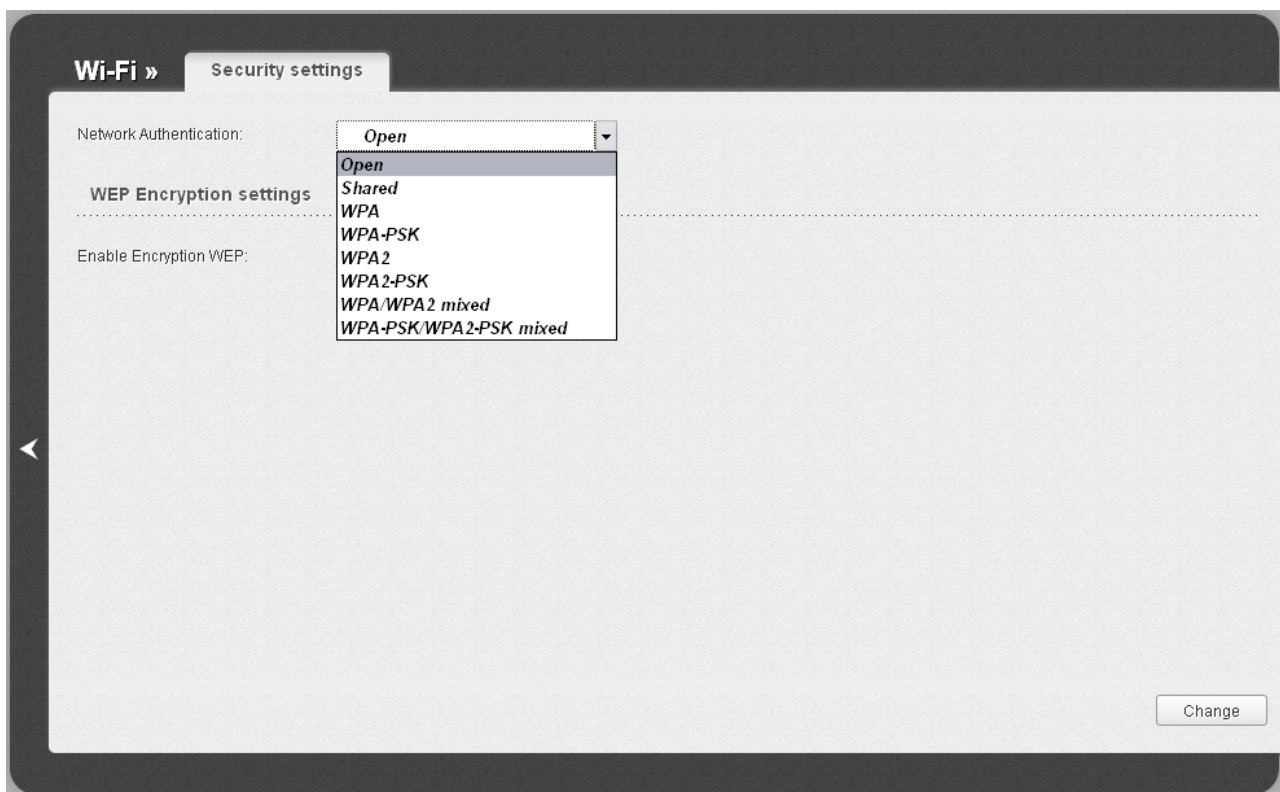 Wi-Fi »
Security settings
Network Authentication:
Open
Open
Shared
WPA
WPA-PSK
WPA2
WPA2-PSK
WPA/WPA2 mixed
WPA-PSK/WPA2-PSK mixed
WEP Encryption settings
Enable Encryption WEP:
Change